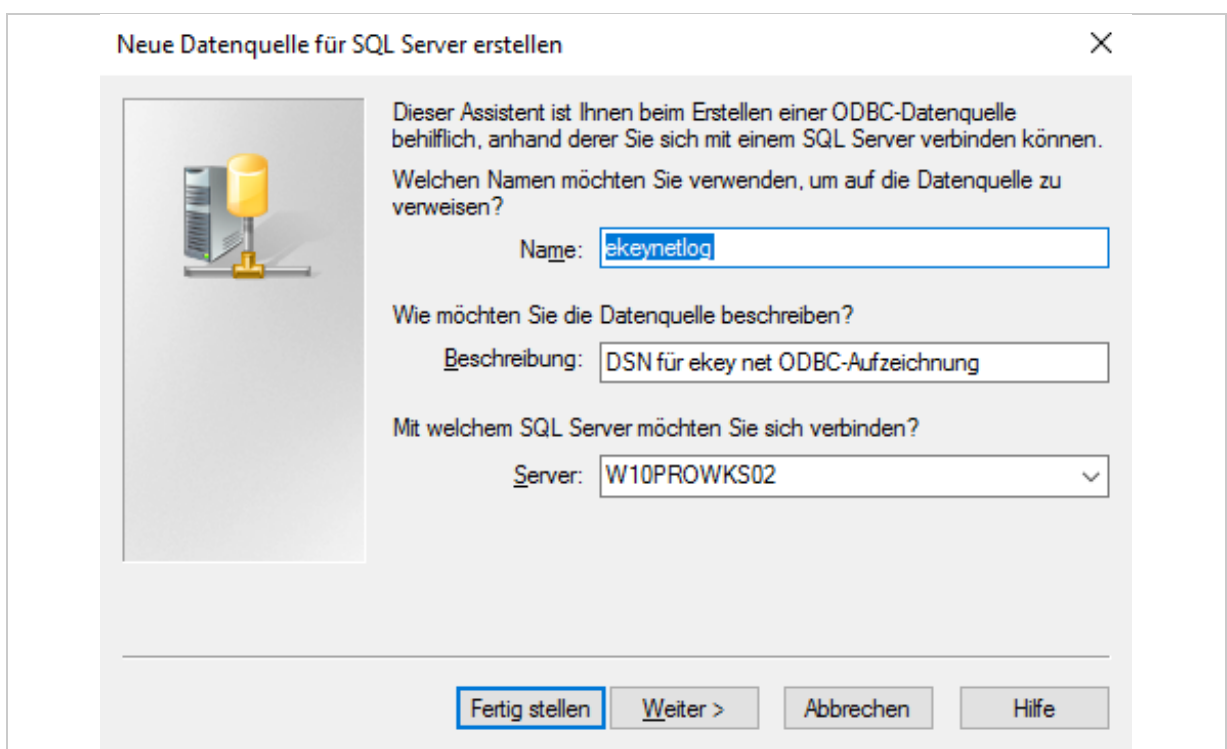 Neue Datenquelle für SQL Server erstellen
Dieser Assistent ist Ihnen beim Erstellen einer ODBC-Datenquelle
behilflich, anhand derer Sie sich mit einem SQL Server verbinden können.
Welchen Namen möchten Sie verwenden, um auf die Datenquelle zu
verweisen?
Name: ekeynetlog
Wie möchten Sie die Datenquelle beschreiben?
Beschreibung: DSN für ekey net ODBC-Aufzeichnung
Mit welchem SQL Server möchten Sie sich verbinden?
Server: W10PROWKS02
Fertig stellen Weiter > Abbrechen Hilfe